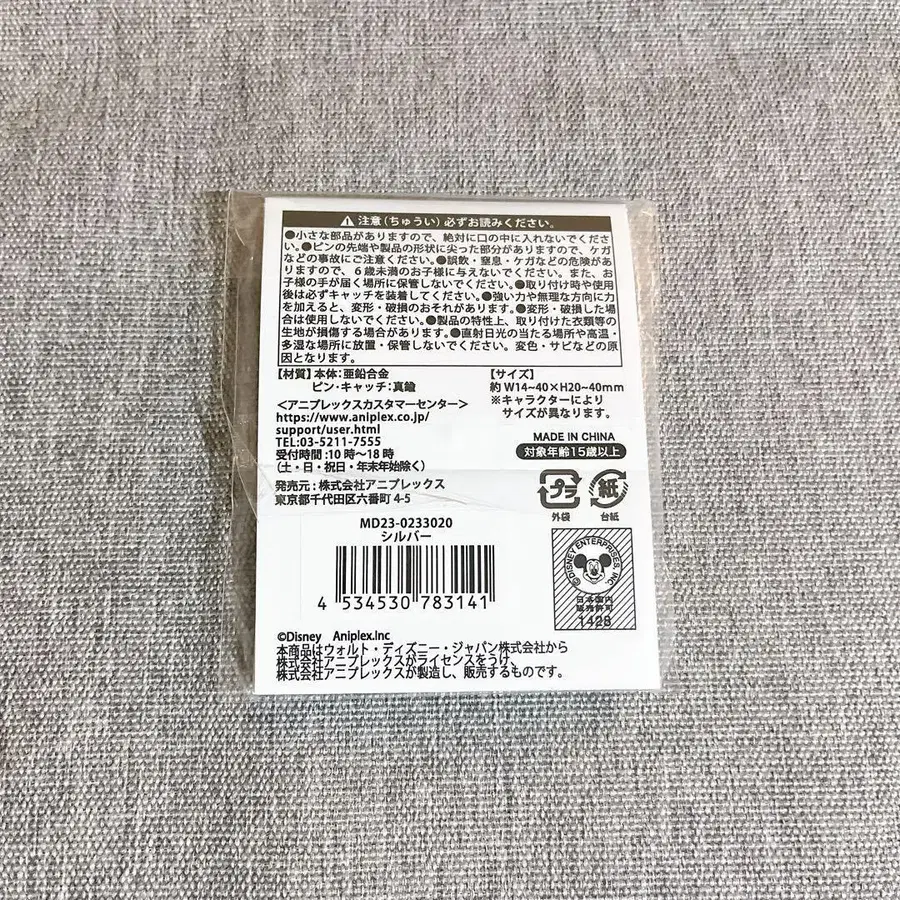 ⚠注意(ちゅうい)必ずお読みください。
●小さな部品がありますので、絶対に口の中に入れないでくださ
い。●ピンの先端や製品の形状に尖った部分がありますので、ケガ
などの事故にご注意ください。●誤飲・窒息・ケガなどの危険があ
りますので、6歳未満のお子様に与えないでください。また、お
子様の手が届く場所に保管しないでください。●取り付け時や使用
後は必ずキャッチを装着してください。●強い力や無理な方向に力
を加えると、変形・破損のおそれがあります。●変形・破損した場
合は使用しないでください。●製品の特性上、取り付けた衣類等の
生地が損傷する場合があります。●直射日光の当たる場所や高温・
多湿な場所に放置・保管しないでください。変色・サビなどの原
因となります。
【材質】本体:亜鉛合金
ピン・キャッチ:真鍮
【サイズ】
約 W14~40×H20~40mm
※キャラクターにより
サイズが異なります。
<アニプレックスカスタマーセンター>
https://www.aniplex.co.jp/
support/user.html
TEL:03-5211-7555
受付時間:10時~18時
(土・日・祝日・年末年始除く)
発売元:株式会社アニプレックス
東京都千代田区六番町 4-5
MADE IN CHINA
対象年齢15歳以上
プラ
外袋
紙
台紙
MD23-0233020
シルバー
4 534530 783141
©DISNEY ENTERPRISES, INC.
日本国内
販売許可
1428
©Disney Aniplex.Inc
本商品はウォルト・ディズニー・ジャパン株式会社から
株式会社アニプレックスがライセンスをうけ、
株式会社アニプレックスが製造し、販売するものです。